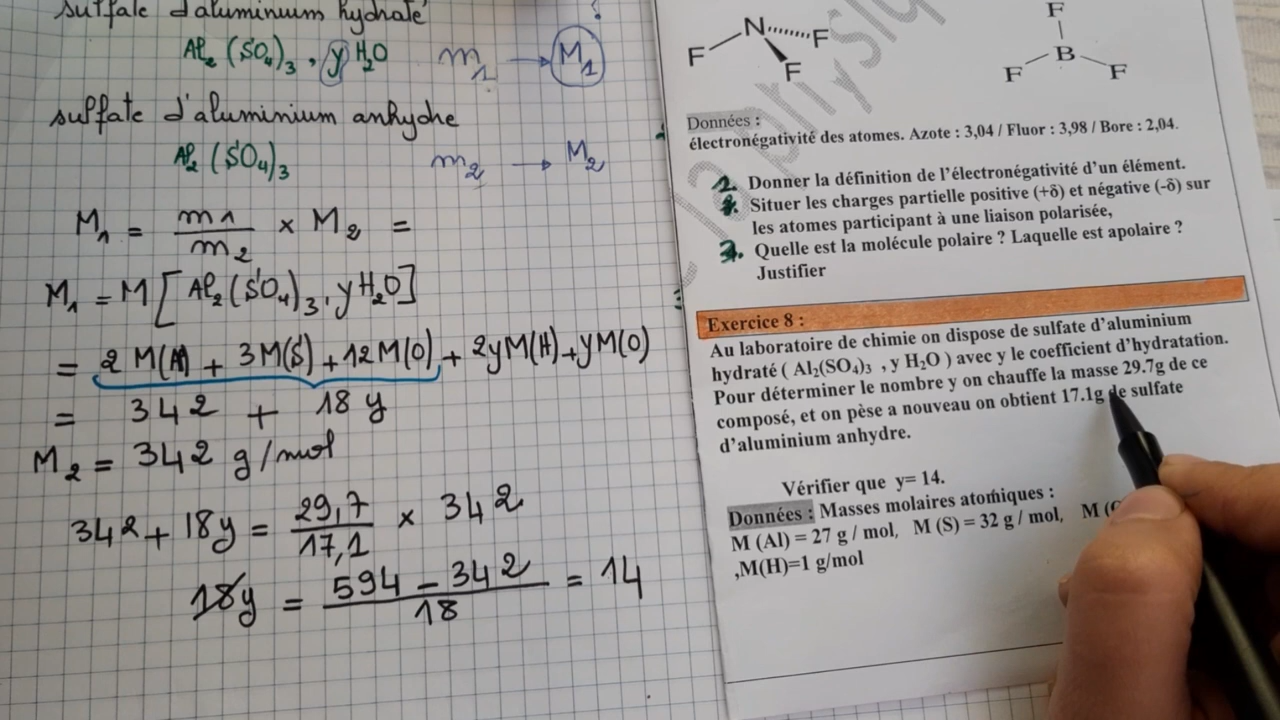 sulfate d'aluminium hydraté ?
Al₂(SO₄)₃, yH₂O m₁ → M₁
sulfate d'aluminium anhydre
Al₂(SO₄)₃ m₂ → M₂
M₁ = m₁/m₂ × M₂ =
M₁ = M[Al₂(SO₄)₃, yH₂O]
= 2M(Al) + 3M(S) + 12M(O) + 2yM(H) + yM(O)
= 342 + 18y
M₂ = 342 g/mol
342 + 18y = 29,7/17,1 × 342
18y = 594 - 342 / 18 = 14
N F F F
F B F F
Données :
électronégativité des atomes. Azote : 3,04 / Fluor : 3,98 / Bore : 2,04.
Donner la définition de l'électronégativité d'un élément.
Situer les charges partielle positive (+δ) et négative (-δ) sur
les atomes participant à une liaison polarisée,
Quelle est la molécule polaire ? Laquelle est apolaire ?
Justifier
Exercice 8 :
Au laboratoire de chimie on dispose de sulfate d'aluminium
hydraté ( Al₂(SO₄)₃ , y H₂O ) avec y le coefficient d'hydratation.
Pour déterminer le nombre y on chauffe la masse 29.7g de ce
composé, et on pèse a nouveau on obtient 17.1g de sulfate
d'aluminium anhydre.
Vérifier que y= 14.
Données : Masses molaires atomiques :
M (Al) = 27 g / mol, M (S) = 32 g / mol, M
,M(H)=1 g/mol